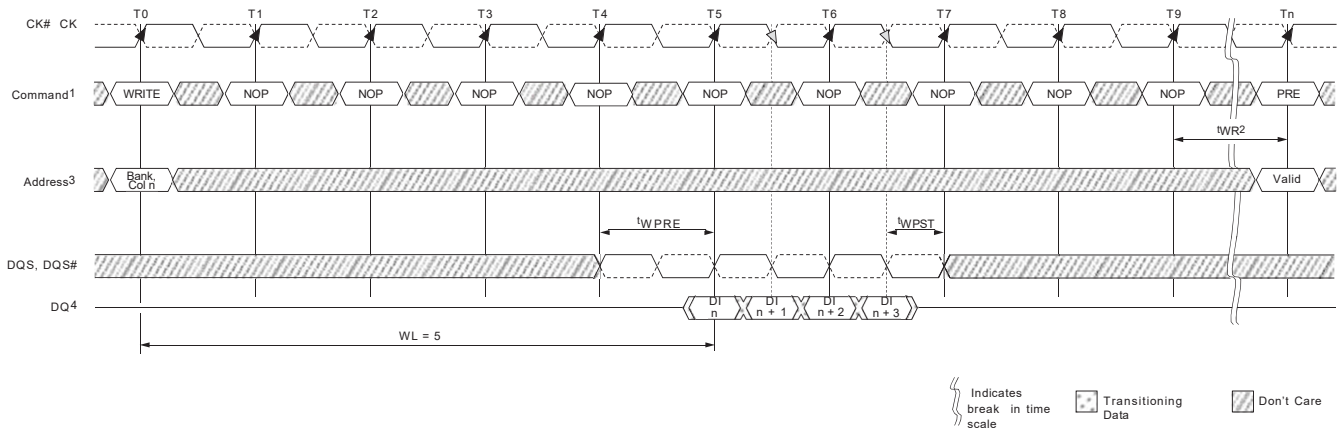 CK# CK T0 T1 T2 T3 T4 T5 T6 T7 T8 T9 Tn
Command1 WRITE NOP NOP NOP NOP NOP NOP NOP NOP NOP PRE
tWR2
Address3 Bank, Col n Valid
tWPRE tWPST
DQS, DQS#
DQ4 DI n DI n + 1 DI n + 2 DI n + 3
WL = 5
Indicates break in time scale
Transitioning Data
Don't Care